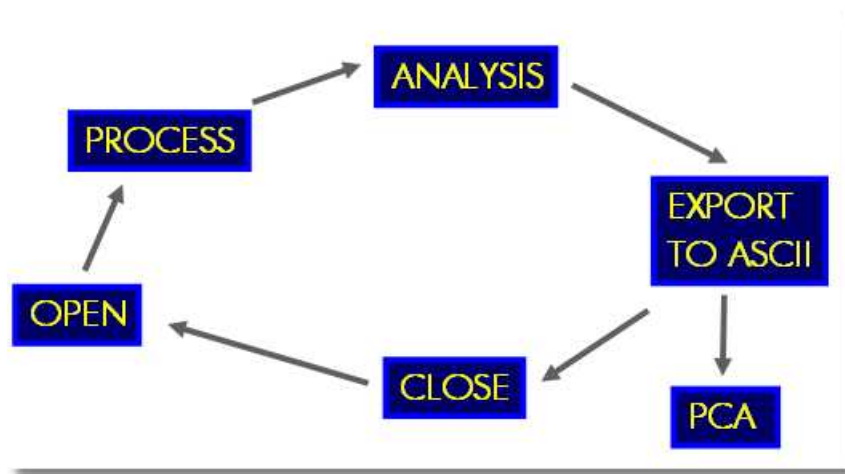 ANALYSIS
PROCESS
EXPORT
TO ASCII
OPEN
CLOSE
PCA